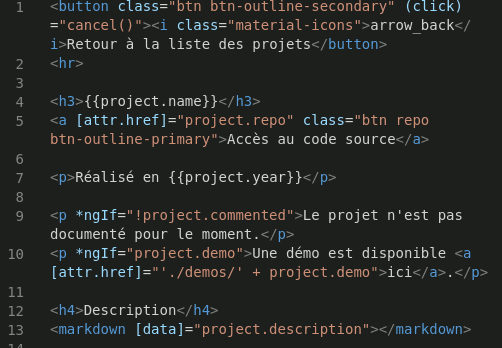 1 <button class="btn btn-outline-secondary" (click)
="cancel()"><i class="material-icons">arrow_back</
i>Retour à la liste des projets</button>
2 <hr>
3
4 <h3>{{project.name}}</h3>
5 <a [attr.href]="project.repo" class="btn repo
btn-outline-primary">Accès au code source</a>
6
7 <p>Réalisé en {{project.year}}</p>
8
9 <p *ngIf="!project.commented">Le projet n'est pas
documenté pour le moment.</p>
10 <p *ngIf="project.demo">Une démo est disponible <a
[attr.href]="'./demos/' + project.demo">ici</a>.</p>
11
12 <h4>Description</h4>
13 <markdown [data]="project.description"></markdown>
14